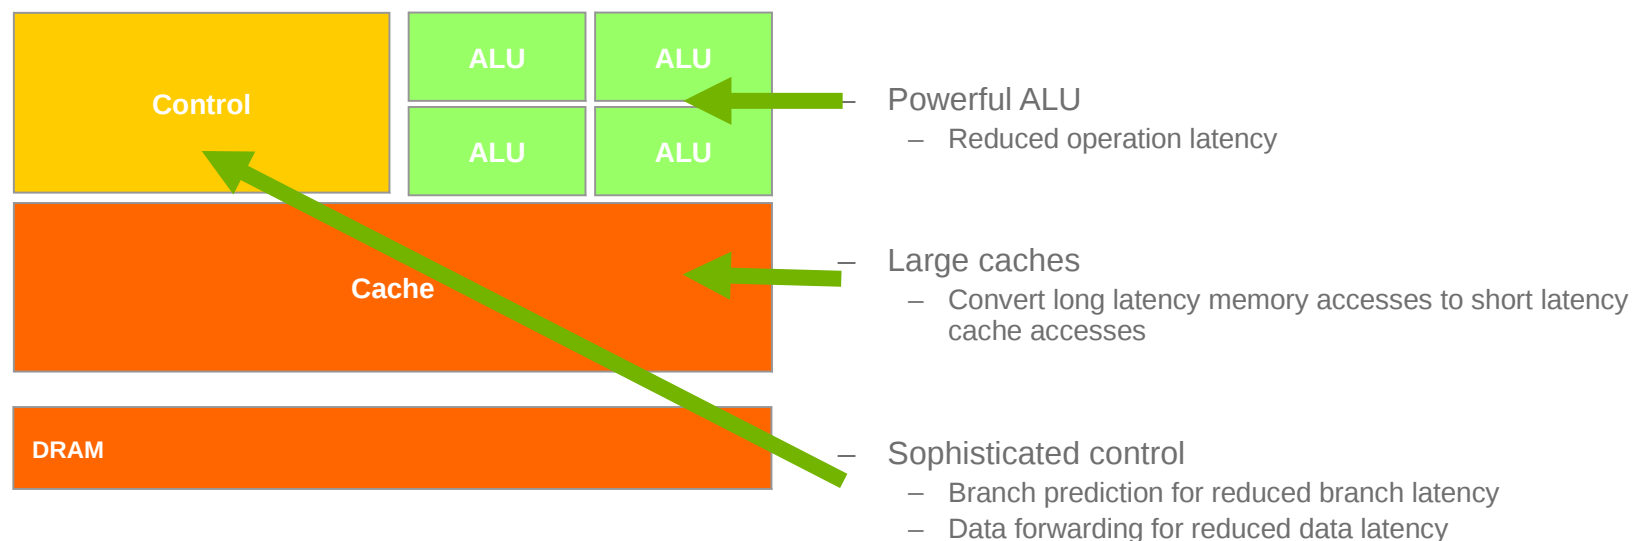 Control
ALU
ALU
ALU
ALU
Cache
DRAM
– Powerful ALU
– Reduced operation latency
– Large caches
– Convert long latency memory accesses to short latency
cache accesses
– Sophisticated control
– Branch prediction for reduced branch latency
– Data forwarding for reduced data latency